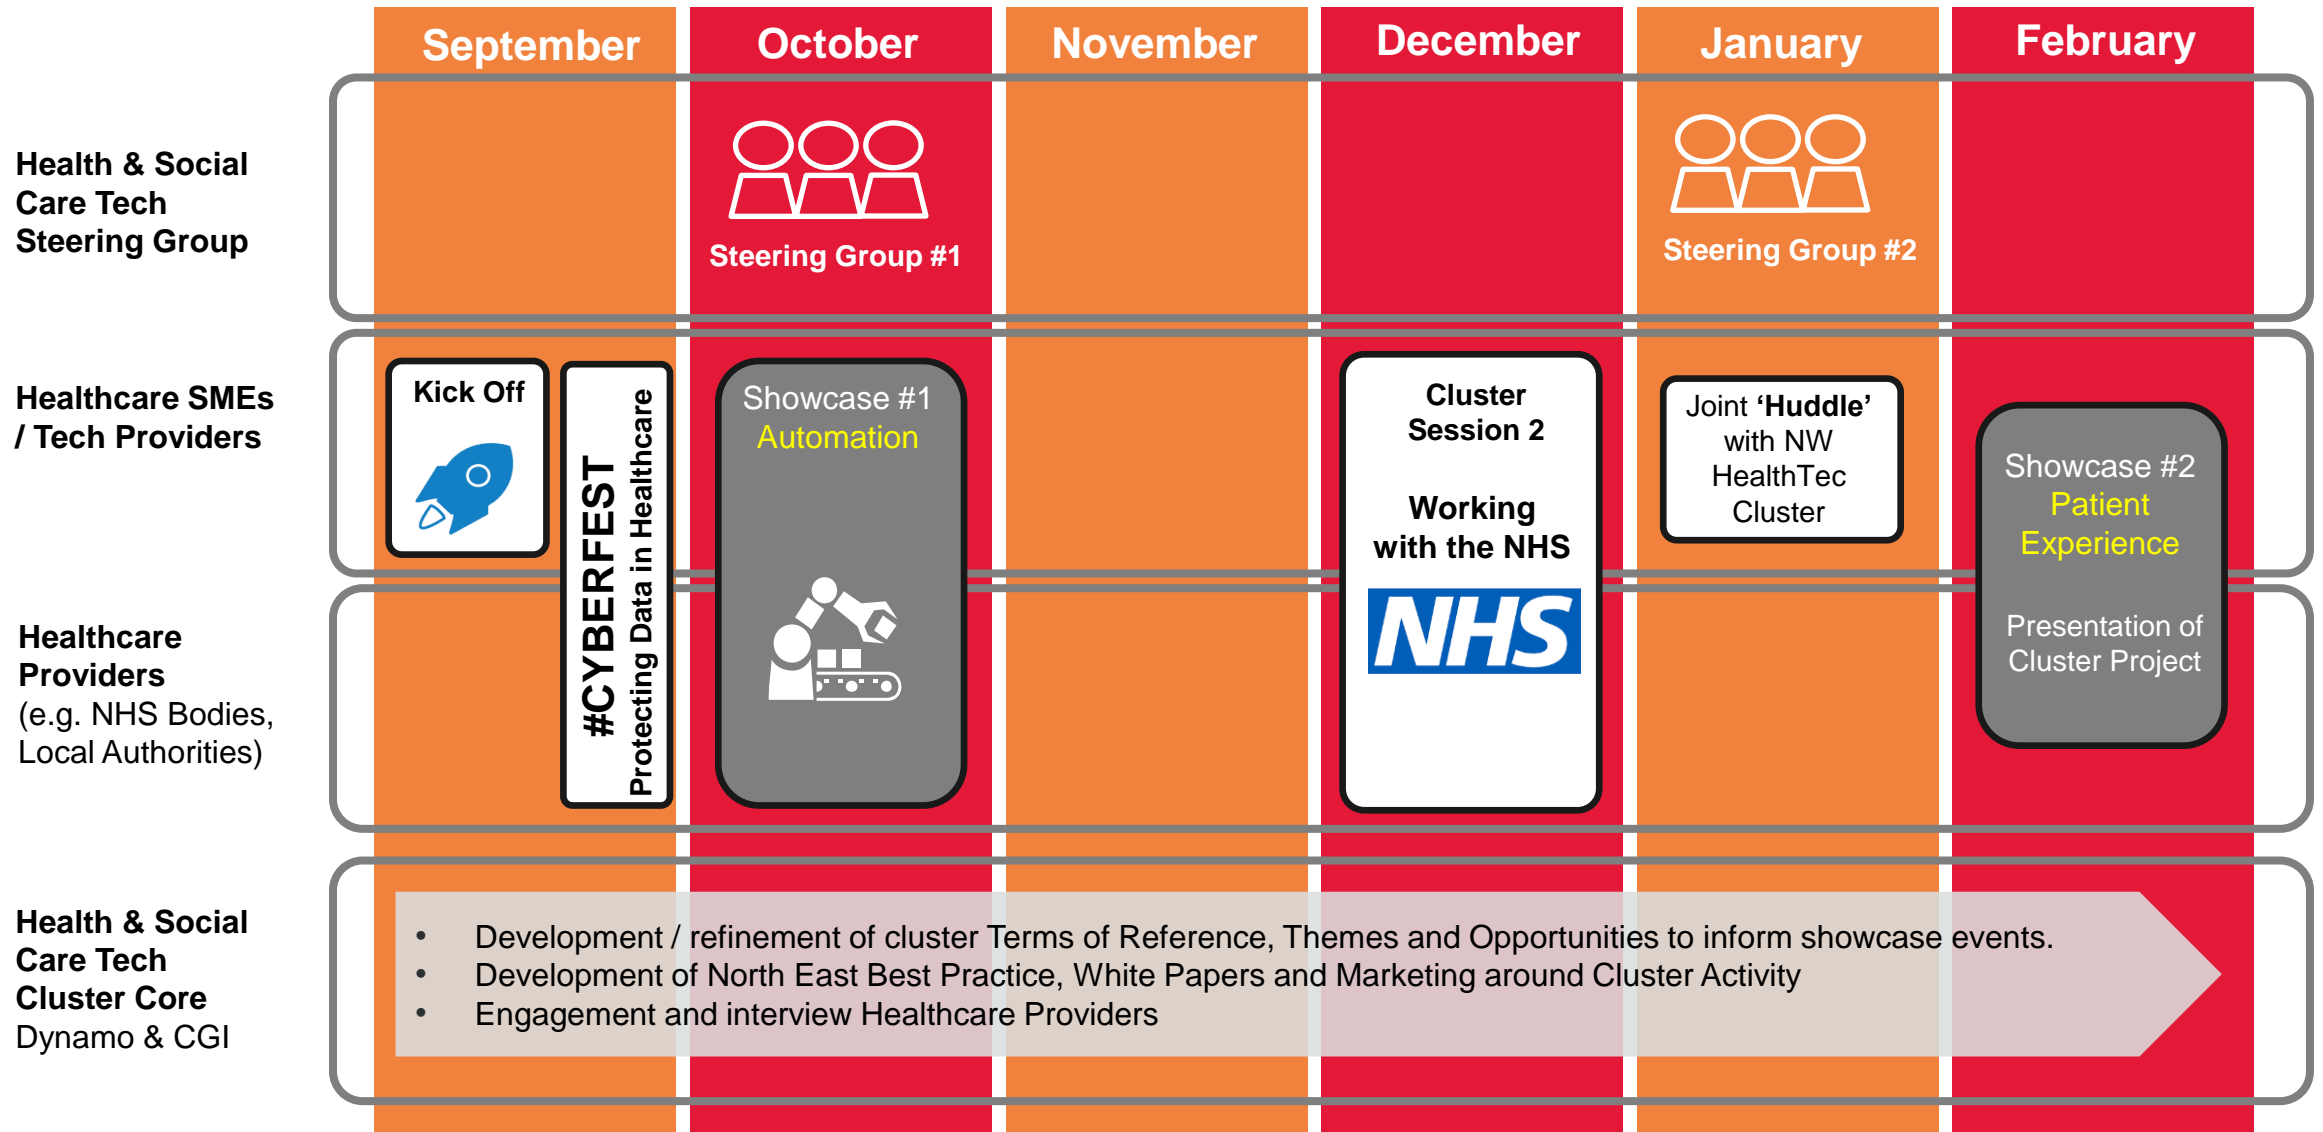 September
October
November
December
January
February
Health & Social
Care Tech
Steering Group
Steering Group #1
Steering Group #2
Healthcare SMEs
/ Tech Providers
Kick Off
#CYBERFEST
Protecting Data in Healthcare
Showcase #1
Automation
Cluster
Session 2
Working
with the NHS
NHS
Joint ‘Huddle’
with NW
HealthTec
Cluster
Showcase #2
Patient
Experience
Presentation of
Cluster Project
Healthcare
Providers
(e.g. NHS Bodies,
Local Authorities)
Health & Social
Care Tech
Cluster Core
Dynamo & CGI
• Development / refinement of cluster Terms of Reference, Themes and Opportunities to inform showcase events.
• Development of North East Best Practice, White Papers and Marketing around Cluster Activity
• Engagement and interview Healthcare Providers